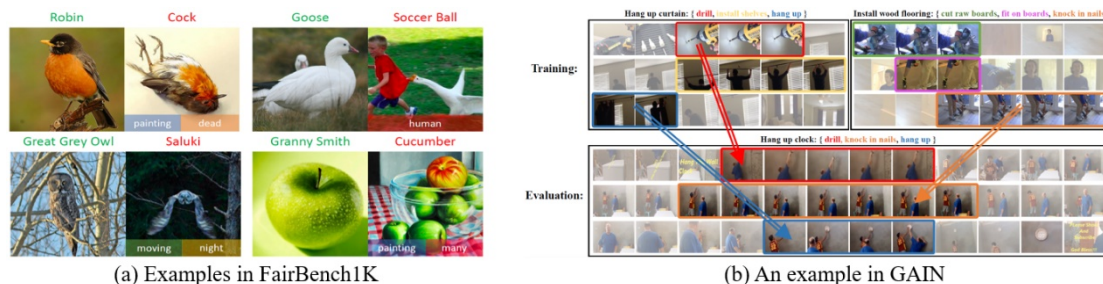 Robin Cock Goose Soccer Ball
painting dead human
Great Grey Owl Saluki Granny Smith Cucumber
moving night painting many
(a) Examples in FairBench1K
Hang up curtain: { drill, install shelves, hang up }
Install wood flooring: { cut raw boards, fit on boards, knock in nails
Training:
Hang up clock: { drill, knock in nails, hang up }
Evaluation:
(b) An example in GAIN